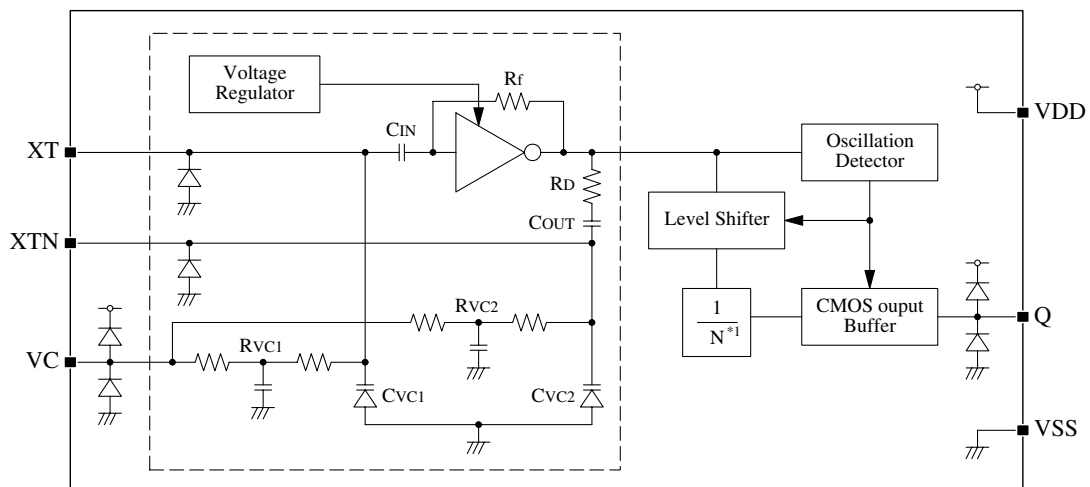 Voltage
Regulator
Rf
CIN
XT
RD
Oscillation
Detector
VDD
COUT
Level Shifter
XTN
RVC2
1
N*1
CMOS ouput
Buffer
Q
VC
RVC1
CVC1
CVC2
VSS